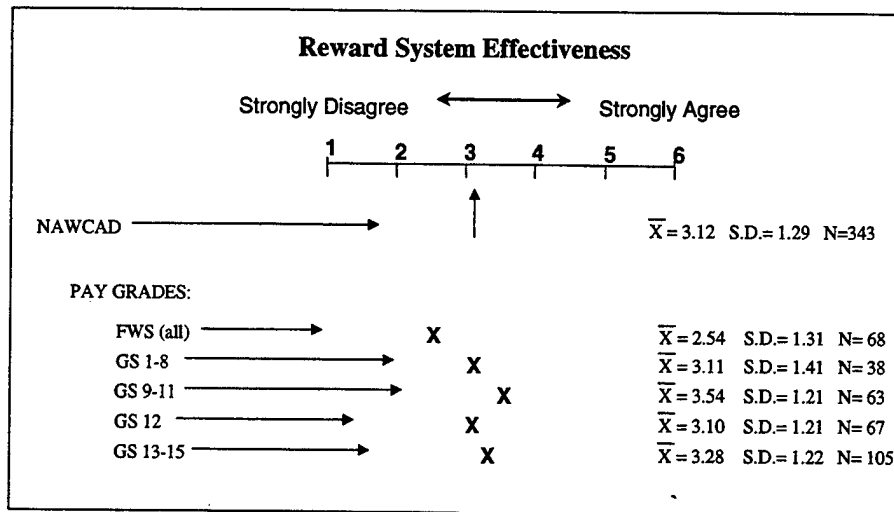 Reward System Effectiveness
Strongly Disagree Strongly Agree
1 2 3 4 5 6
NAWCAD X̅ = 3.12 S.D.= 1.29 N=343
PAY GRADES:
FWS (all) X X̅ = 2.54 S.D.= 1.31 N= 68
GS 1-8 X X̅ = 3.11 S.D.= 1.41 N= 38
GS 9-11 X X̅ = 3.54 S.D.= 1.21 N= 63
GS 12 X X̅ = 3.10 S.D.= 1.21 N= 67
GS 13-15 X X̅ = 3.28 S.D.= 1.22 N= 105